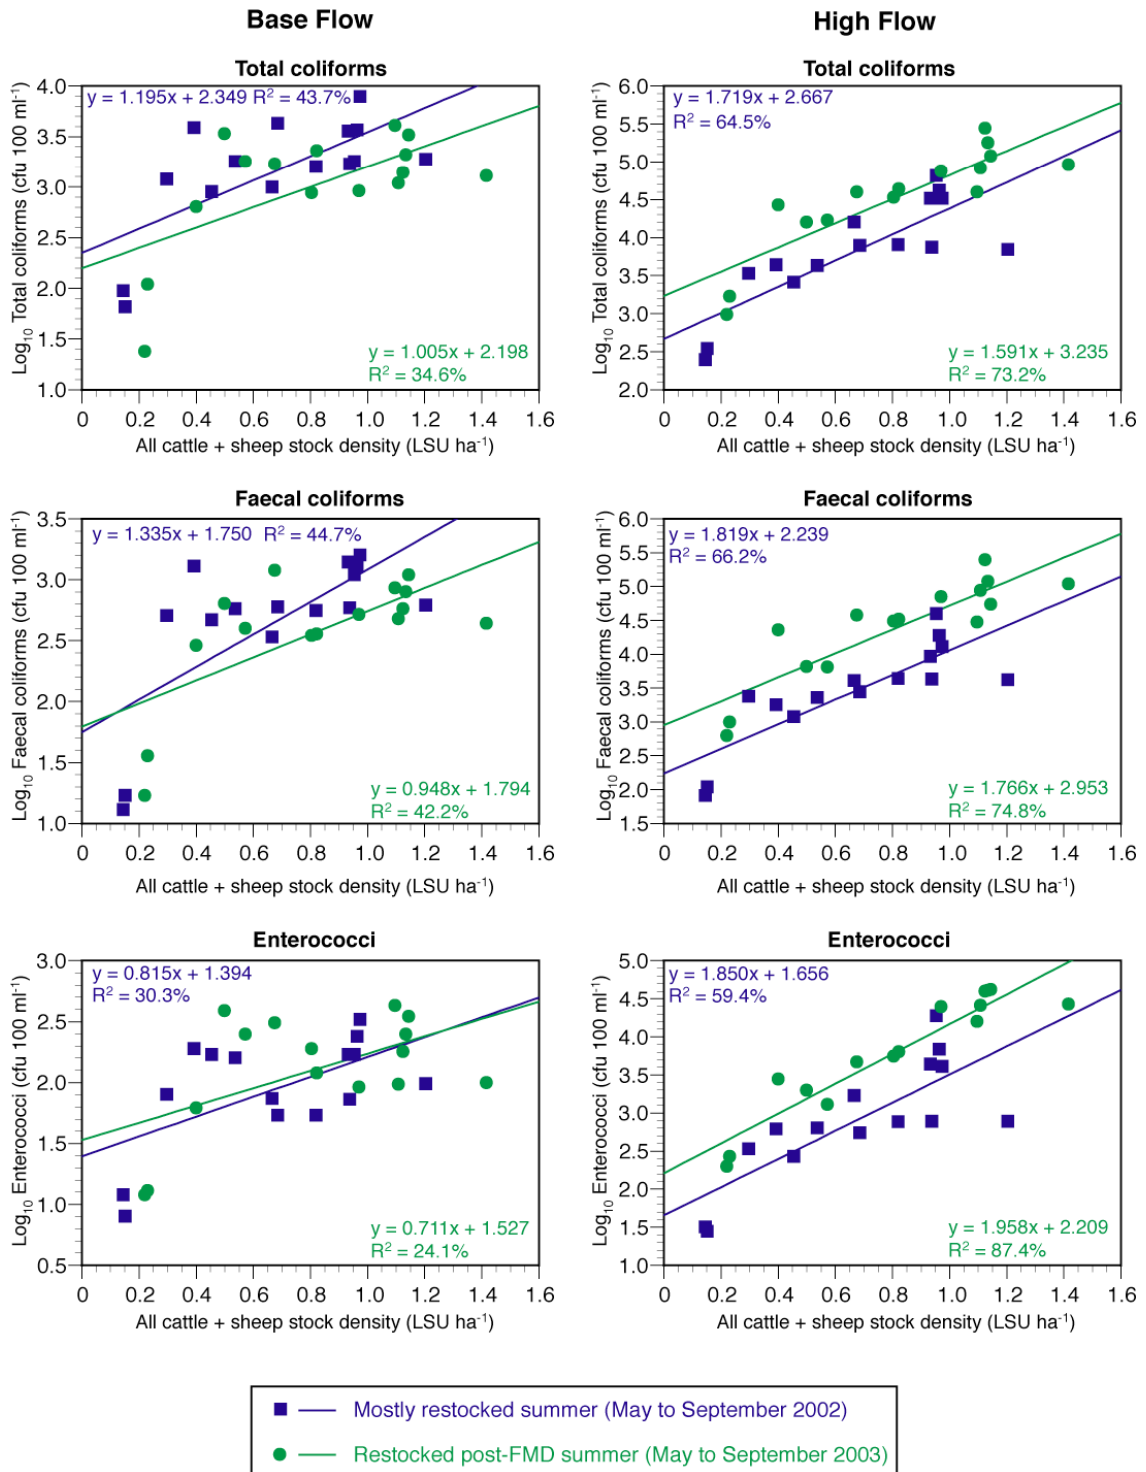 Base Flow
High Flow
Total coliforms
y = 1.195x + 2.349 R² = 43.7%
y = 1.005x + 2.198
R² = 34.6%
Log₁₀ Total coliforms (cfu 100 ml⁻¹)
4.0
3.5
3.0
2.5
2.0
1.5
1.0
0 0.2 0.4 0.6 0.8 1.0 1.2 1.4 1.6
All cattle + sheep stock density (LSU ha⁻¹)
Total coliforms
y = 1.719x + 2.667
R² = 64.5%
y = 1.591x + 3.235
R² = 73.2%
Log₁₀ Total coliforms (cfu 100 ml⁻¹)
6.0
5.5
5.0
4.5
4.0
3.5
3.0
2.5
2.0
0 0.2 0.4 0.6 0.8 1.0 1.2 1.4 1.6
All cattle + sheep stock density (LSU ha⁻¹)
Faecal coliforms
y = 1.335x + 1.750 R² = 44.7%
y = 0.948x + 1.794
R² = 42.2%
Log₁₀ Faecal coliforms (cfu 100 ml⁻¹)
3.5
3.0
2.5
2.0
1.5
1.0
0 0.2 0.4 0.6 0.8 1.0 1.2 1.4 1.6
All cattle + sheep stock density (LSU ha⁻¹)
Faecal coliforms
y = 1.819x + 2.239
R² = 66.2%
y = 1.766x + 2.953
R² = 74.8%
Log₁₀ Faecal coliforms (cfu 100 ml⁻¹)
6.0
5.5
5.0
4.5
4.0
3.5
3.0
2.5
2.0
1.5
0 0.2 0.4 0.6 0.8 1.0 1.2 1.4 1.6
All cattle + sheep stock density (LSU ha⁻¹)
Enterococci
y = 0.815x + 1.394
R² = 30.3%
y = 0.711x + 1.527
R² = 24.1%
Log₁₀ Enterococci (cfu 100 ml⁻¹)
3.0
2.5
2.0
1.5
1.0
0.5
0 0.2 0.4 0.6 0.8 1.0 1.2 1.4 1.6
All cattle + sheep stock density (LSU ha⁻¹)
Enterococci
y = 1.850x + 1.656
R² = 59.4%
y = 1.958x + 2.209
R² = 87.4%
Log₁₀ Enterococci (cfu 100 ml⁻¹)
5.0
4.5
4.0
3.5
3.0
2.5
2.0
1.5
1.0
0 0.2 0.4 0.6 0.8 1.0 1.2 1.4 1.6
All cattle + sheep stock density (LSU ha⁻¹)
Mostly restocked summer (May to September 2002)
Restocked post-FMD summer (May to September 2003)